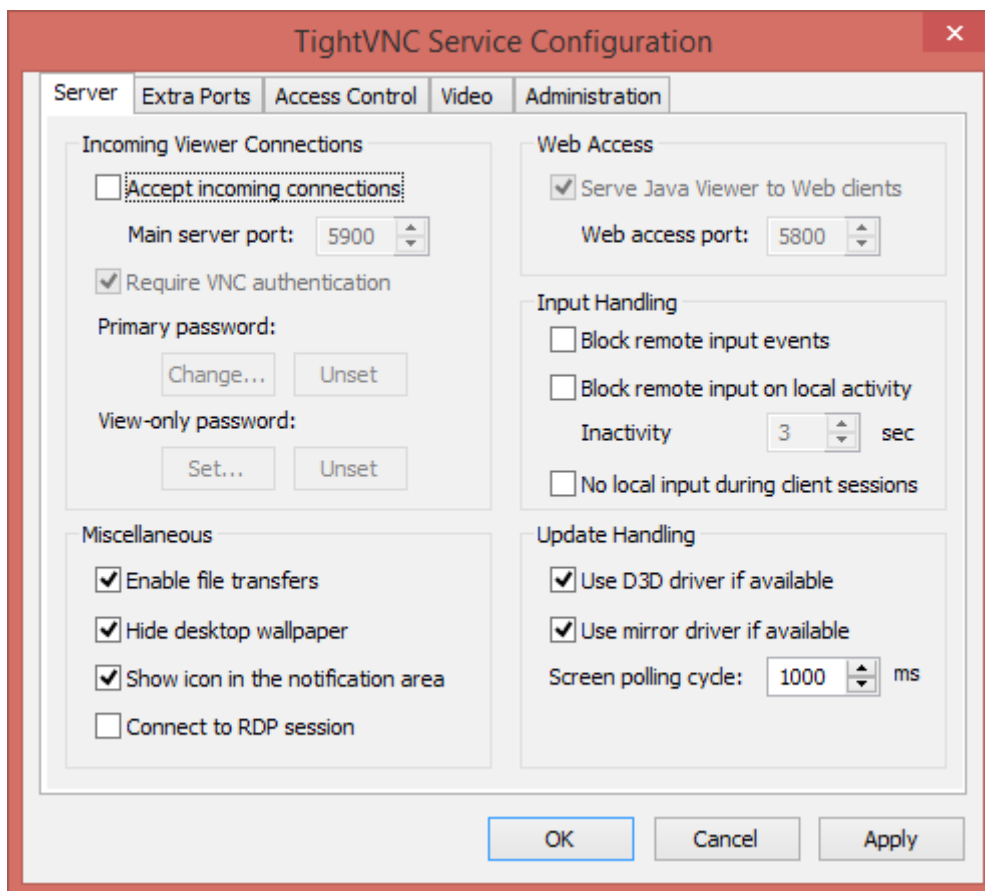 TightVNC Service Configuration
Server
Extra Ports
Access Control
Video
Administration
Incoming Viewer Connections
Accept incoming connections
Main server port: 5900
Require VNC authentication
Primary password:
Change... Unset
View-only password:
Set... Unset
Web Access
Serve Java Viewer to Web clients
Web access port: 5800
Input Handling
Block remote input events
Block remote input on local activity
Inactivity 3 sec
No local input during client sessions
Miscellaneous
Enable file transfers
Hide desktop wallpaper
Show icon in the notification area
Connect to RDP session
Update Handling
Use D3D driver if available
Use mirror driver if available
Screen polling cycle: 1000 ms
OK Cancel Apply